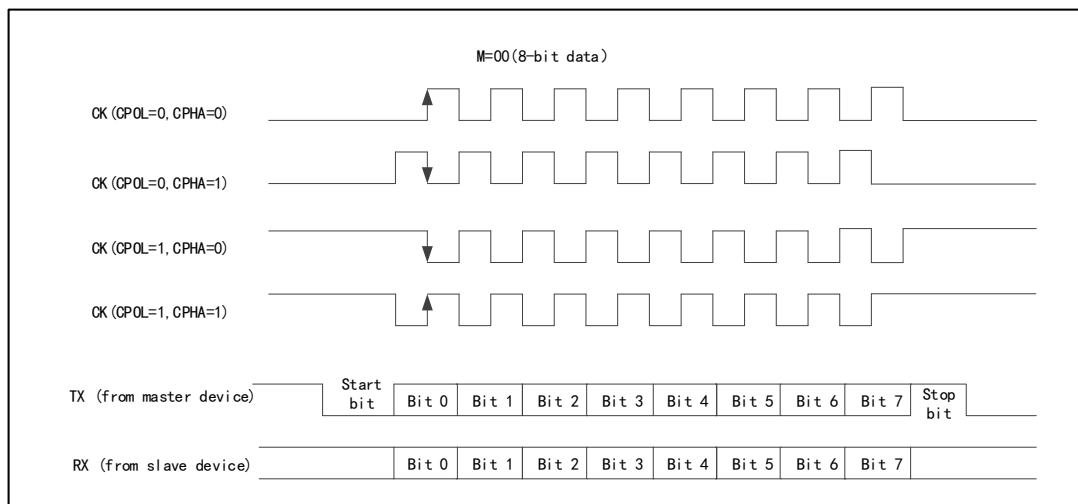 M=00(8-bit data)
CK(CPOL=0,CPHA=0)
CK(CPOL=0,CPHA=1)
CK(CPOL=1,CPHA=0)
CK(CPOL=1,CPHA=1)
TX (from master device)
Start
bit
Bit 0 Bit 1 Bit 2 Bit 3 Bit 4 Bit 5 Bit 6 Bit 7
Stop
bit
RX (from slave device)
Bit 0 Bit 1 Bit 2 Bit 3 Bit 4 Bit 5 Bit 6 Bit 7